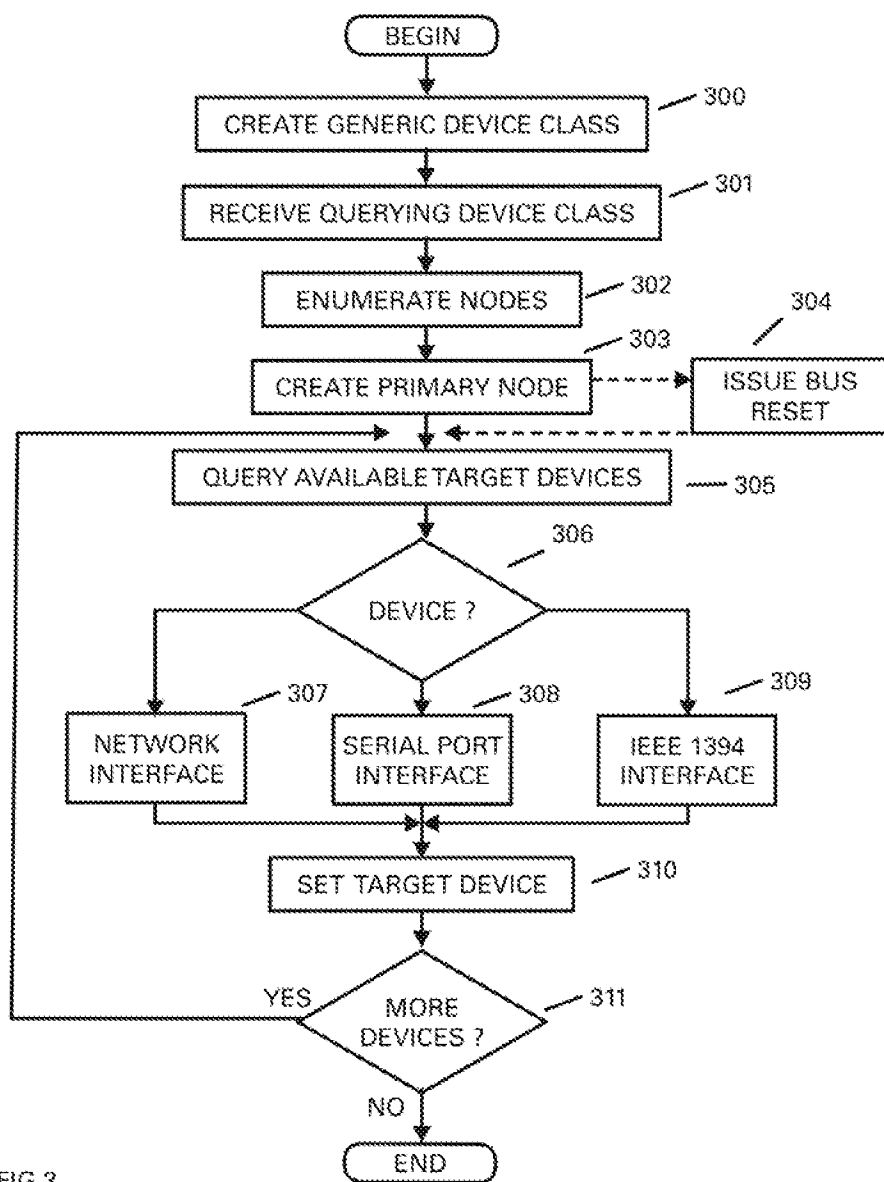 BEGIN
300
CREATE GENERIC DEVICE CLASS
301
RECEIVE QUERYING DEVICE CLASS
302
ENUMERATE NODES
304
303
CREATE PRIMARY NODE
ISSUE BUS
RESET
QUERY AVAILABLE TARGET DEVICES
305
306
DEVICE ?
307
308
309
NETWORK
INTERFACE
SERIAL PORT
INTERFACE
IEEE 1394
INTERFACE
SET TARGET DEVICE
310
YES
MORE
DEVICES ?
311
NO
END
FIG 3